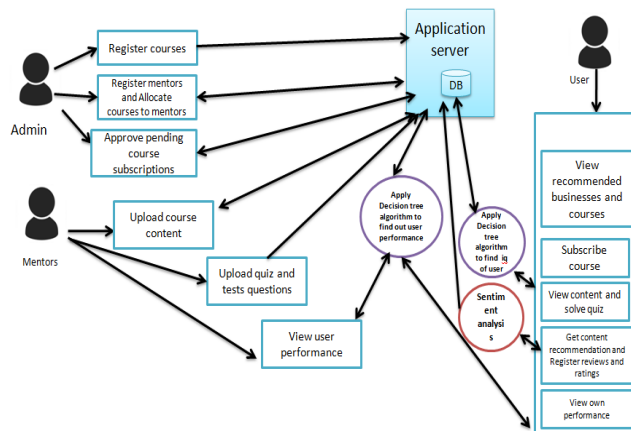 Register courses
Application
server
DB
User
Register mentors
and Allocate
courses to mentors
Admin
Approve pending
course
subscriptions
View
recommended
businesses and
courses
Apply
Decision tree
algorithm to
find out user
performance
Apply
Decision tree
algorithm
to find iq
of user
Upload course
content
Mentors
Subscribe
course
Upload quiz and
tests questions
View content and
solve quiz
Sentim
ent
analysi
s
View user
performance
Get content
recommendation and
Register reviews and
ratings
View own
performance